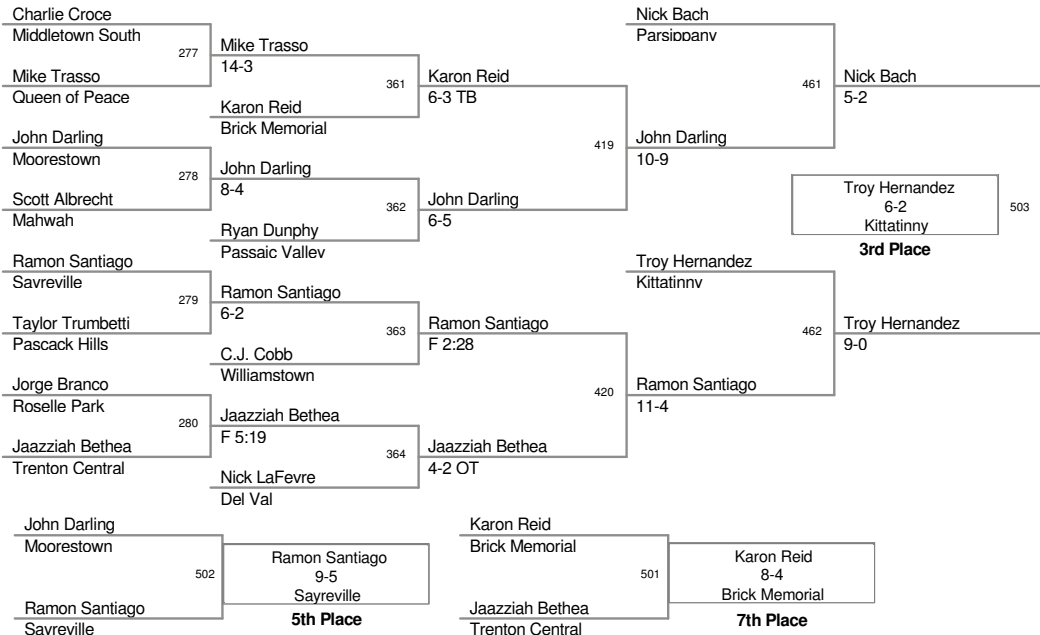 Charlie Croce
Middletown South
277
Mike Trasso
Queen of Peace
John Darling
Moorestown
278
Scott Albrecht
Mahwah
Ramon Santiago
Sayreville
279
Taylor Trumbetti
Pascack Hills
Jorge Branco
Roselle Park
280
Jaazziah Bethea
Trenton Central
Mike Trasso
14-3
361
Karon Reid
Brick Memorial
John Darling
8-4
362
Ryan Dunphy
Passaic Valley
Ramon Santiago
6-2
363
C.J. Cobb
Williamstown
Jaazziah Bethea
F 5:19
364
Nick LaFevre
Del Val
Karon Reid
6-3 TB
419
John Darling
6-5
Ramon Santiago
F 2:28
420
Jaazziah Bethea
4-2 OT
Nick Bach
Parsippany
461
John Darling
10-9
Troy Hernandez
Kittatinny
462
Ramon Santiago
11-4
Nick Bach
5-2
Troy Hernandez
6-2
Kittatinny
503
3rd Place
Troy Hernandez
9-0
John Darling
Moorestown
502
Ramon Santiago
Sayreville
Ramon Santiago
9-5
Sayreville
5th Place
Karon Reid
Brick Memorial
501
Jaazziah Bethea
Trenton Central
Karon Reid
8-4
Brick Memorial
7th Place